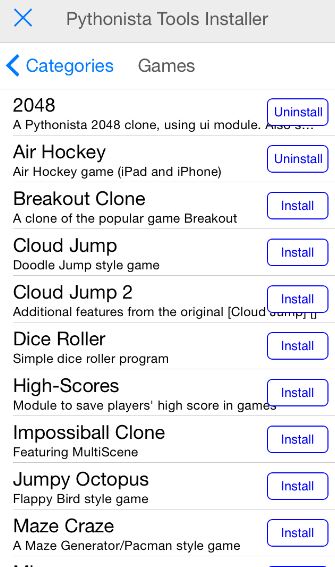 Pythonista Tools Installer
Categories
Games
2048
Uninstall
A Pythonista 2048 clone, using ui module. Also s...
Air Hockey
Uninstall
Air Hockey game (iPad and iPhone)
Breakout Clone
Install
A clone of the popular game Breakout
Cloud Jump
Install
Doodle Jump style game
Cloud Jump 2
Install
Additional features from the original [Cloud Jump] []
Dice Roller
Install
Simple dice roller program
High-Scores
Install
Module to save players' high score in games
Impossiball Clone
Install
Featuring MultiScene
Jumpy Octopus
Install
Flappy Bird style game
Maze Craze
Install
A Maze Generator/Pacman style game